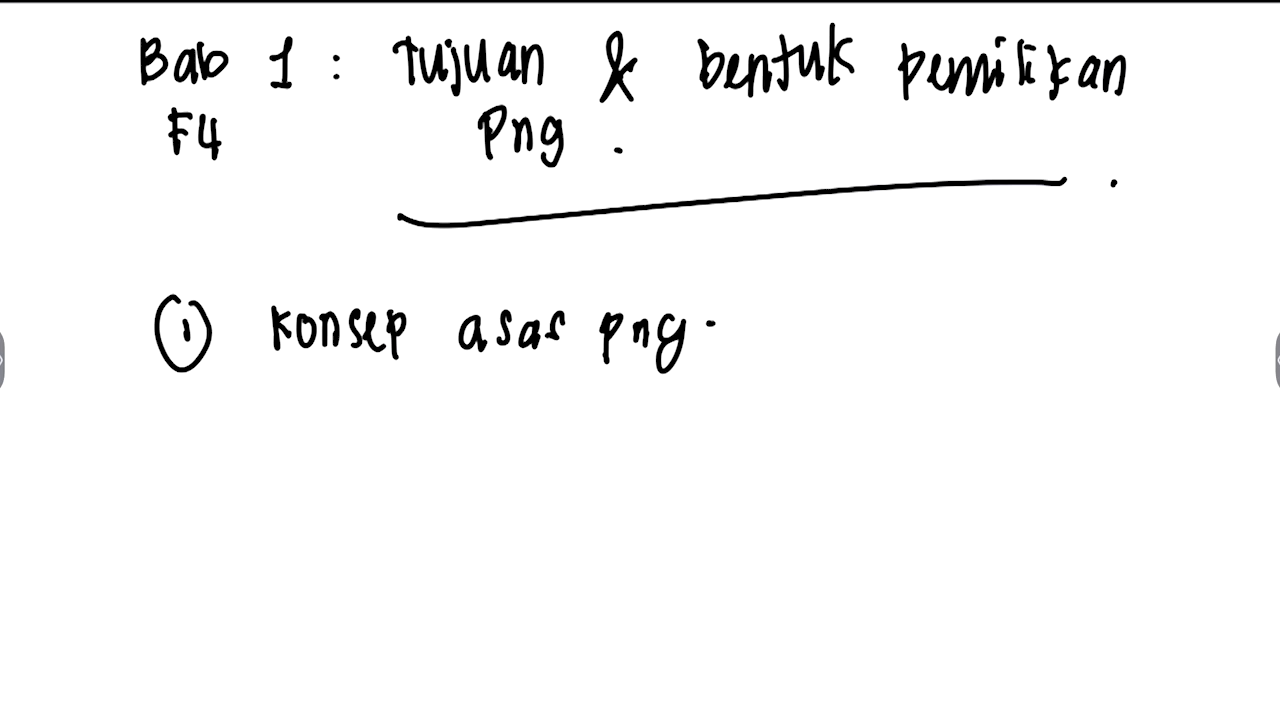 Bab 1 : Tujuan & bentuk pemilikan
F4 Png .
① Konsep asas png.